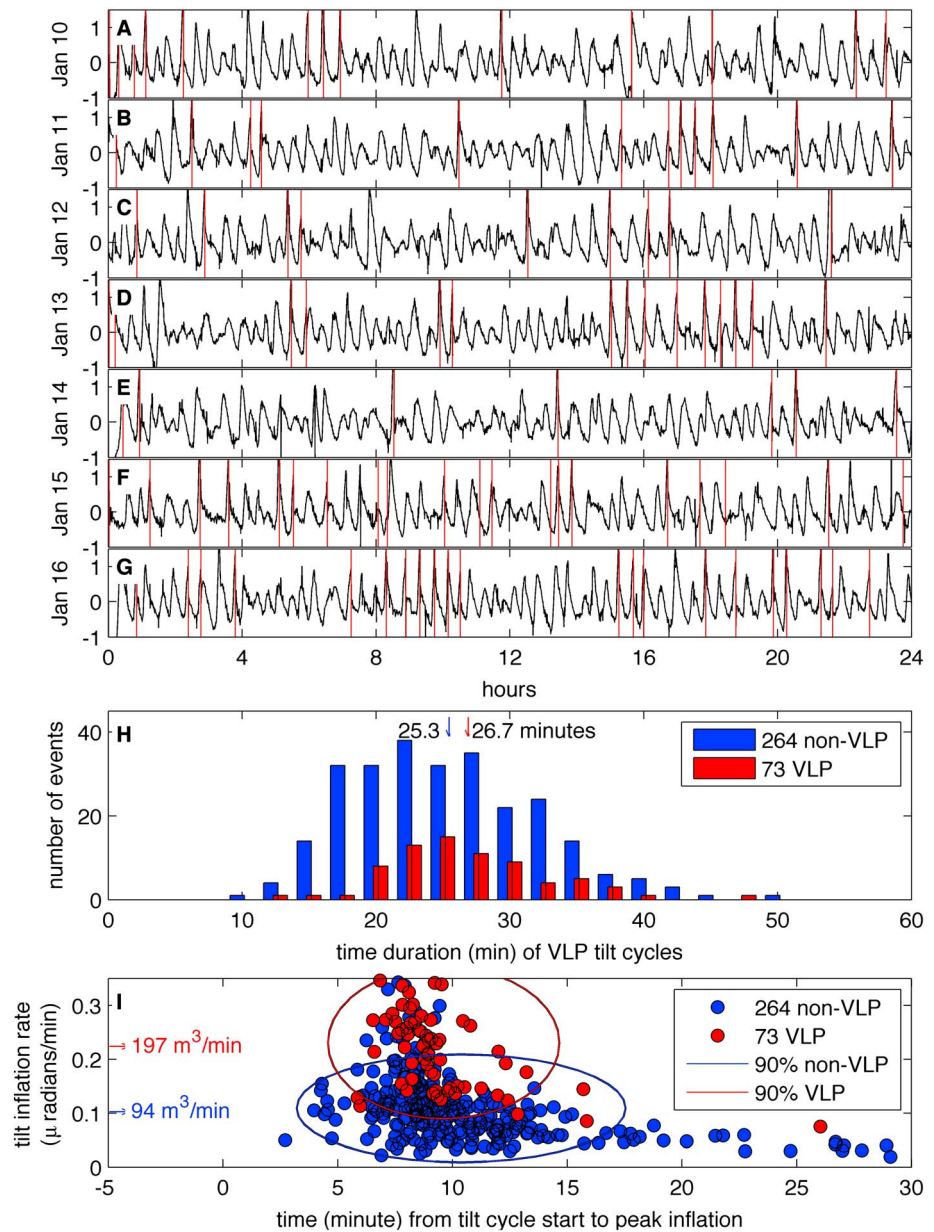 A
Jan 10
1
0
-1
B
Jan 11
1
0
-1
C
Jan 12
1
0
-1
D
Jan 13
1
0
-1
E
Jan 14
1
0
-1
F
Jan 15
1
0
-1
G
Jan 16
1
0
-1
0 4 8 12 16 20 24
hours
H
25.3 ↓ ↓ 26.7 minutes
264 non-VLP
73 VLP
number of events
40
20
0
0 10 20 30 40 50 60
time duration (min) of VLP tilt cycles
I
264 non-VLP
73 VLP
90% non-VLP
90% VLP
tilt inflation rate
(μ radians/min)
0.3
0.2
0.1
0
→ 197 m³/min
→ 94 m³/min
-5 0 5 10 15 20 25 30
time (minute) from tilt cycle start to peak inflation